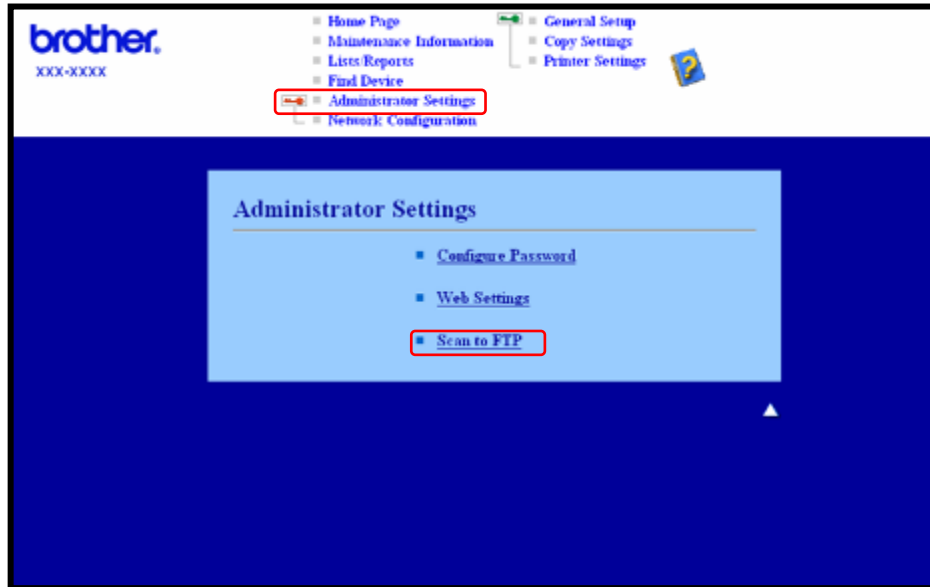 brother.
XXX-XXXX
Home Page
Maintenance Information
Lists/Reports
Find Device
Administrator Settings
Network Configuration
General Setup
Copy Settings
Printer Settings
?
Administrator Settings
Configure Password
Web Settings
Scan to FTP